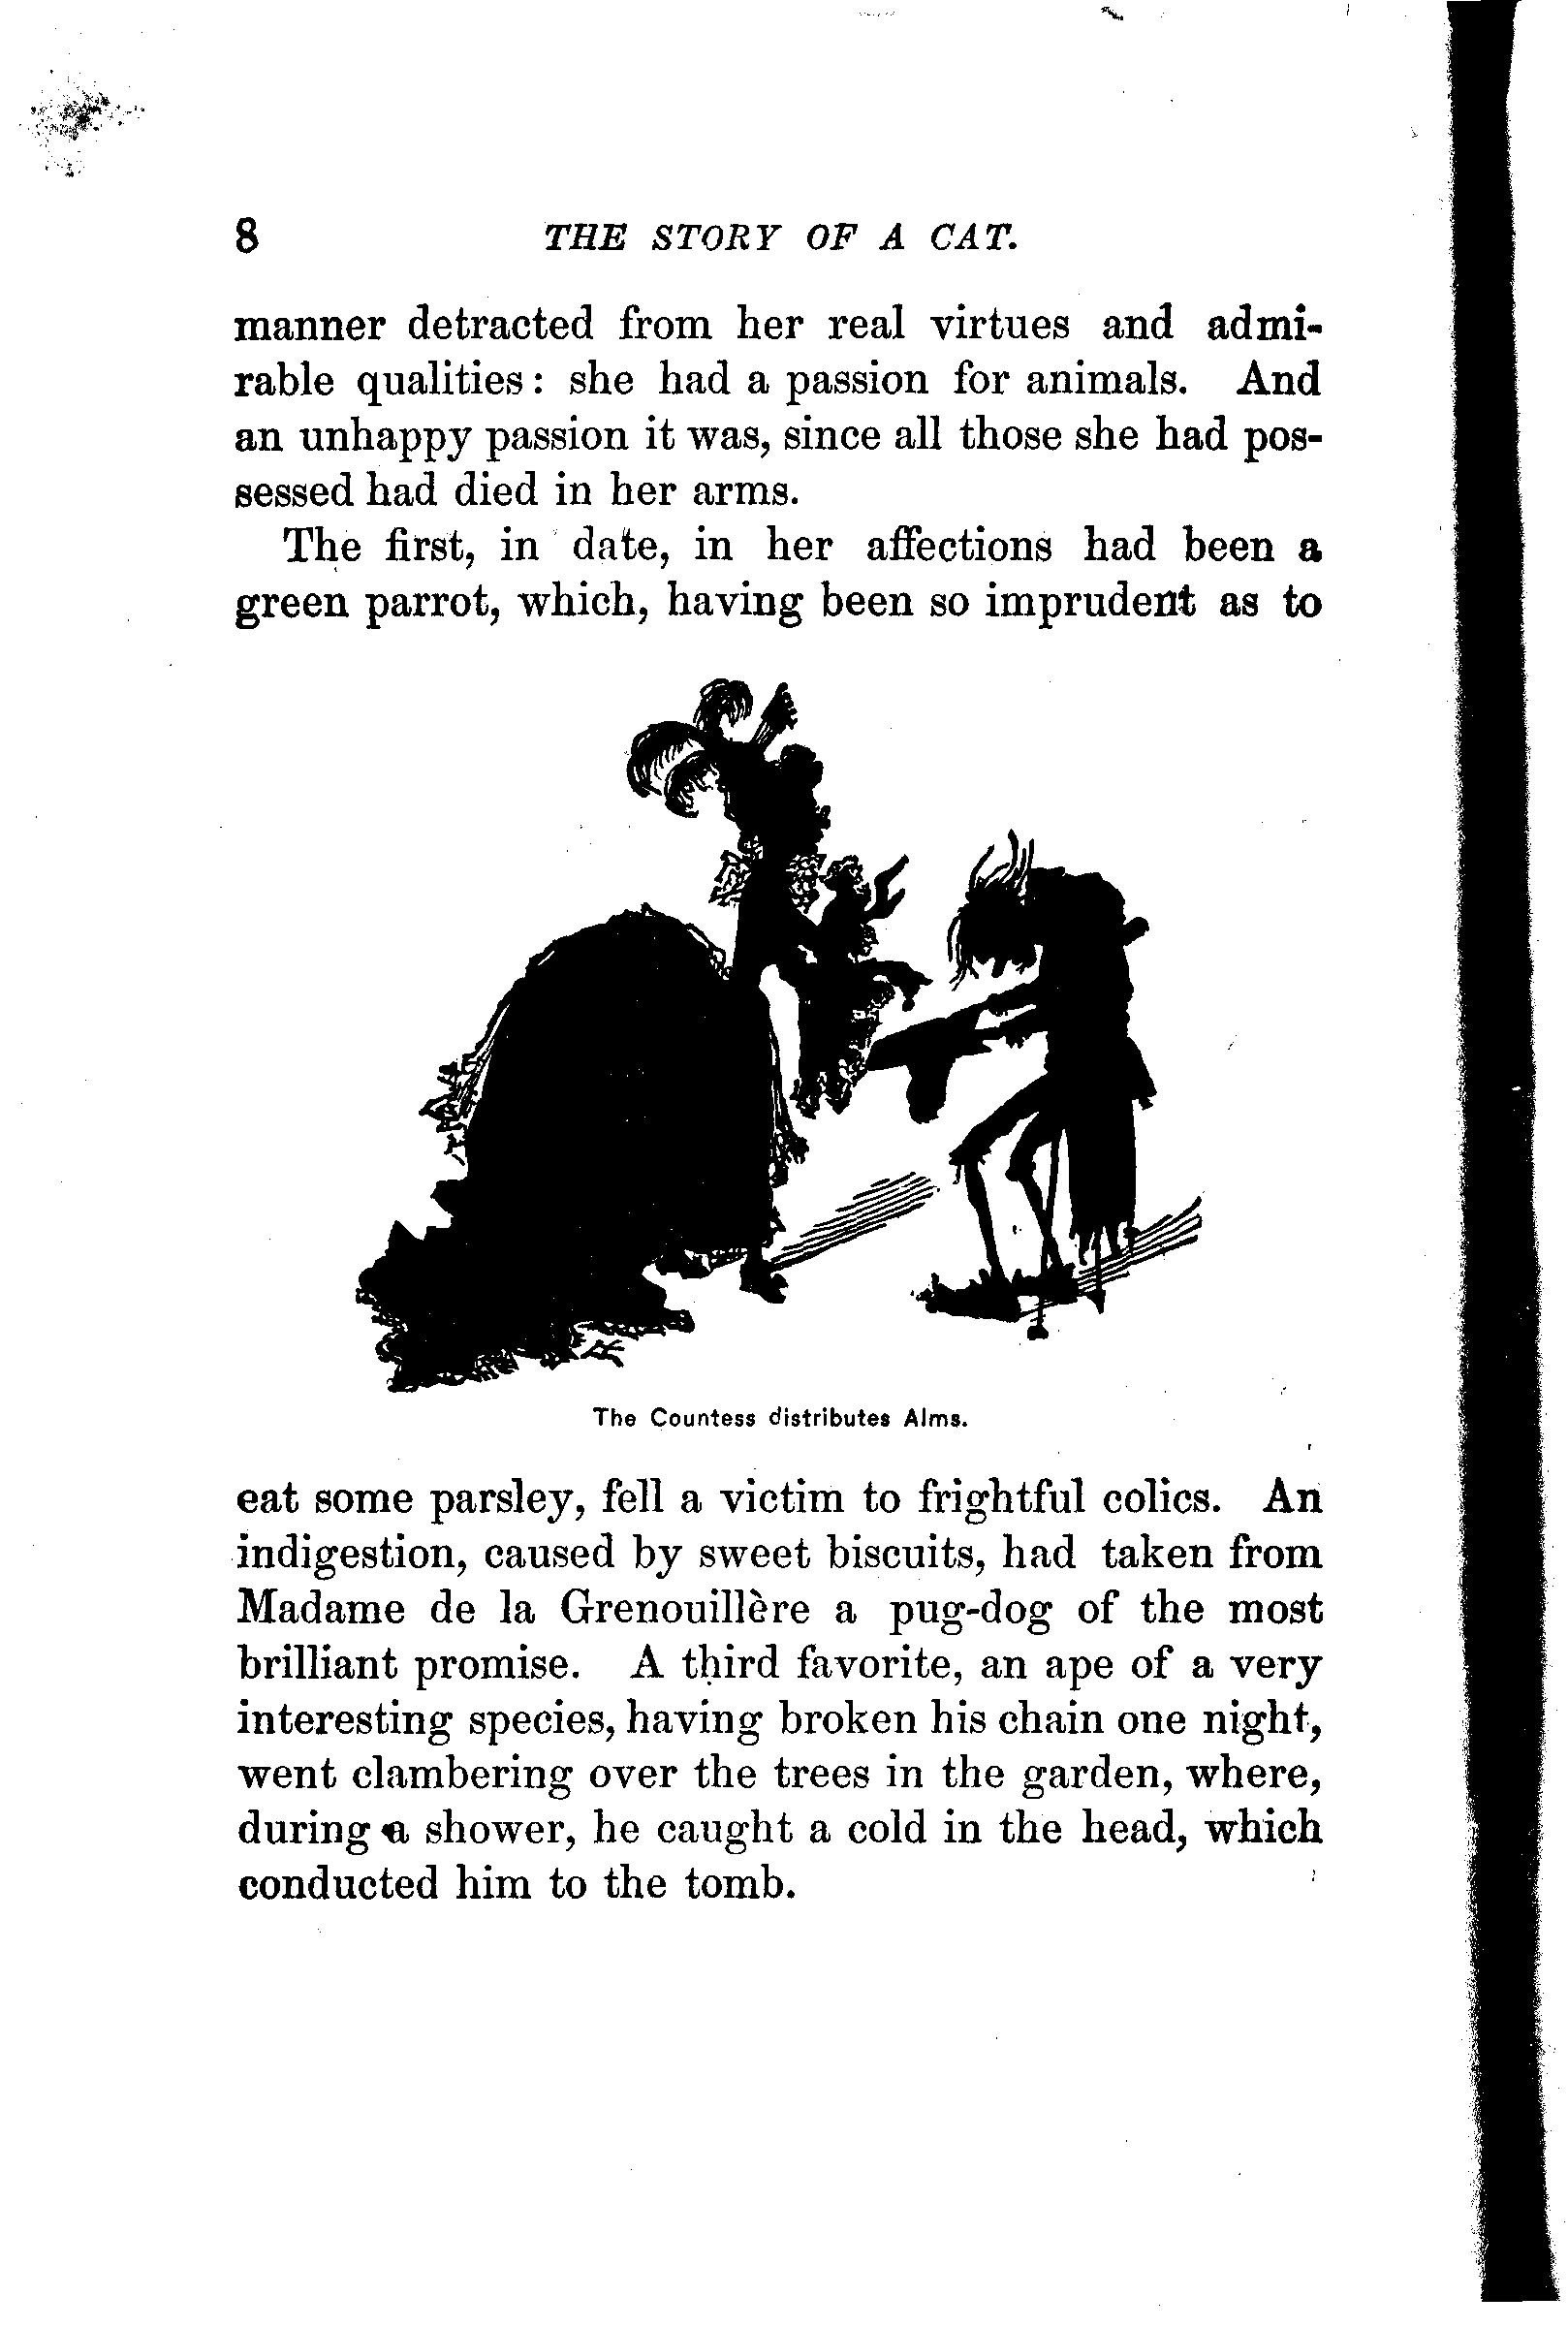 8 THE STORY OF A CAT.
manner detracted from her real virtues and admi-
rable qualities: she had a passion for animals. And
an unhappy passion it was, since all those she had pos-
sessed had died in her arms.
The first, in date, in her affections had been a
green parrot, which, having been so imprudent as to
The Countess distributes Alms.
eat some parsley, fell a victim to frightful colics. An
indigestion, caused by sweet biscuits, had taken from
Madame de la Grenouillère a pug-dog of the most
brilliant promise. A third favorite, an ape of a very
interesting species, having broken his chain one night,
went clambering over the trees in the garden, where,
during a shower, he caught a cold in the head, which
conducted him to the tomb.